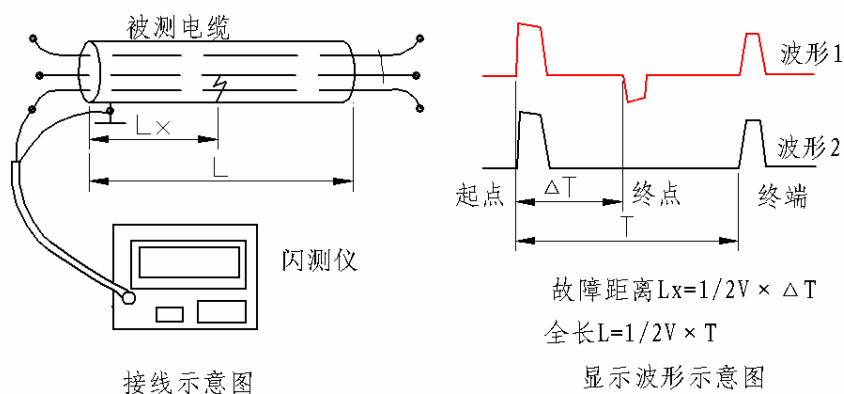 被测电缆
Lx
L
闪测仪
接线示意图
波形1
波形2
起点
△T
终点
终端
T
故障距离Lx=1/2V × △T
全长L=1/2V × T
显示波形示意图